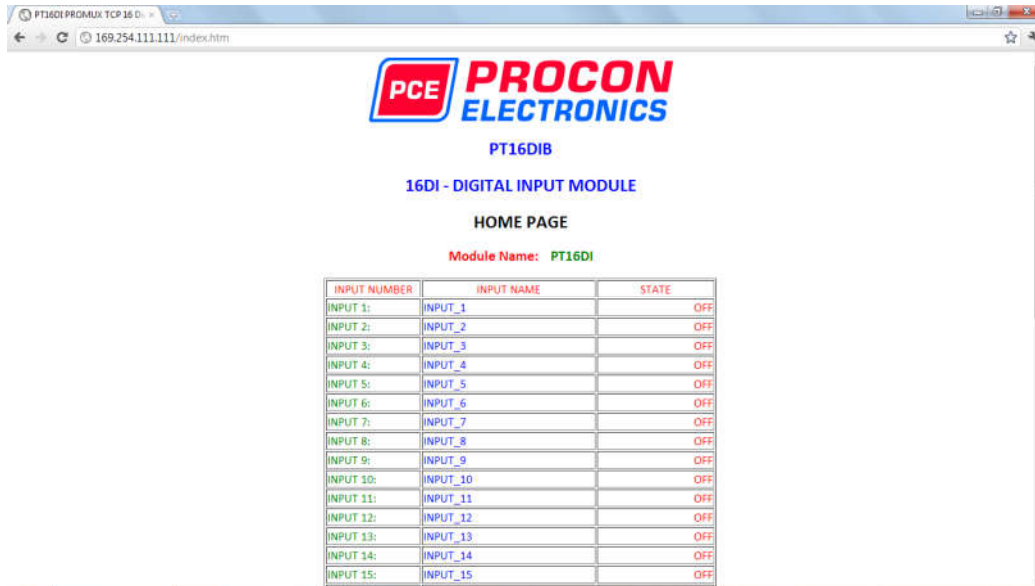 PT16DI PROMUX TCP 16 D
169.254.111.111/index.htm
PCE PROCON
ELECTRONICS
PT16DIB
16DI - DIGITAL INPUT MODULE
HOME PAGE
Module Name: PT16DI
INPUT NUMBER INPUT NAME STATE
INPUT 1: INPUT_1 OFF
INPUT 2: INPUT_2 OFF
INPUT 3: INPUT_3 OFF
INPUT 4: INPUT_4 OFF
INPUT 5: INPUT_5 OFF
INPUT 6: INPUT_6 OFF
INPUT 7: INPUT_7 OFF
INPUT 8: INPUT_8 OFF
INPUT 9: INPUT_9 OFF
INPUT 10: INPUT_10 OFF
INPUT 11: INPUT_11 OFF
INPUT 12: INPUT_12 OFF
INPUT 13: INPUT_13 OFF
INPUT 14: INPUT_14 OFF
INPUT 15: INPUT_15 OFF